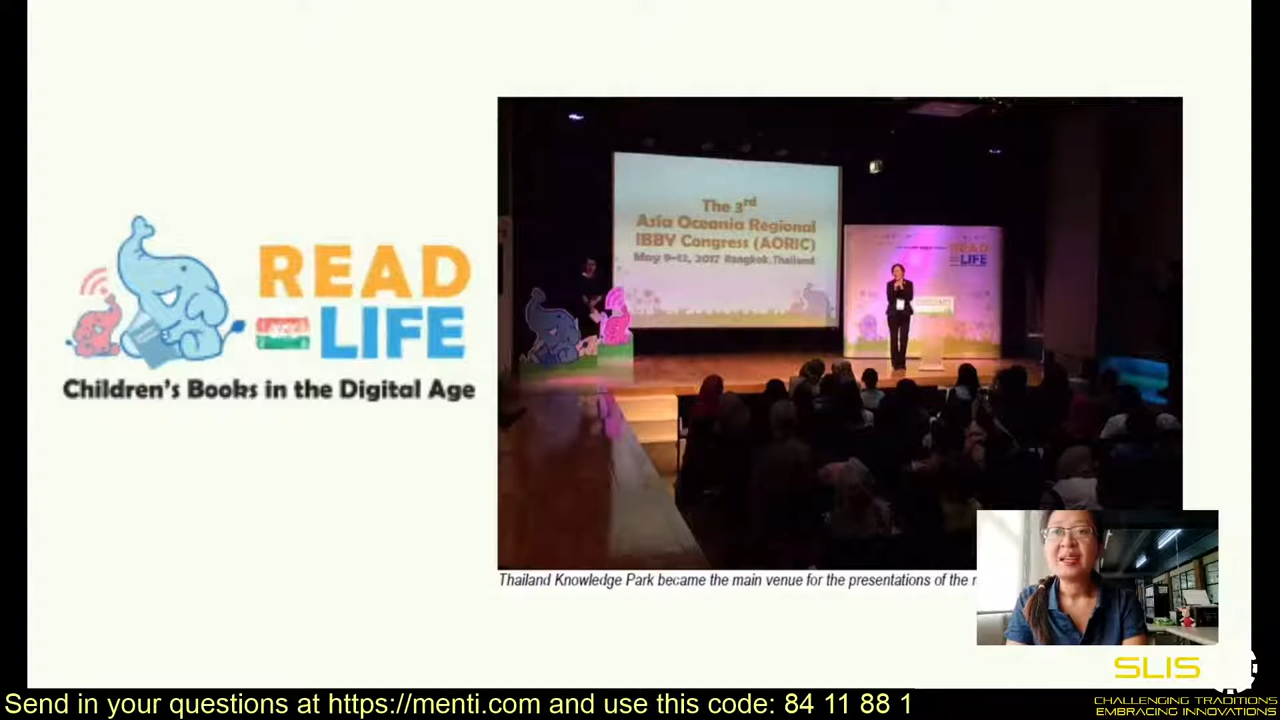 READ
LIFE
Children's Books in the Digital Age
The 3rd
Asia Oceania Regional
IBBY Congress (AORIC)
May 9-12, 2017 Bangkok, Thailand
READ
LIFE
Thailand Knowledge Park became the main venue for the presentations of the
SLIS
CHALLENGING TRADITIONS
EMBRACING INNOVATIONS
Send in your questions at https://menti.com and use this code: 84 11 88 1